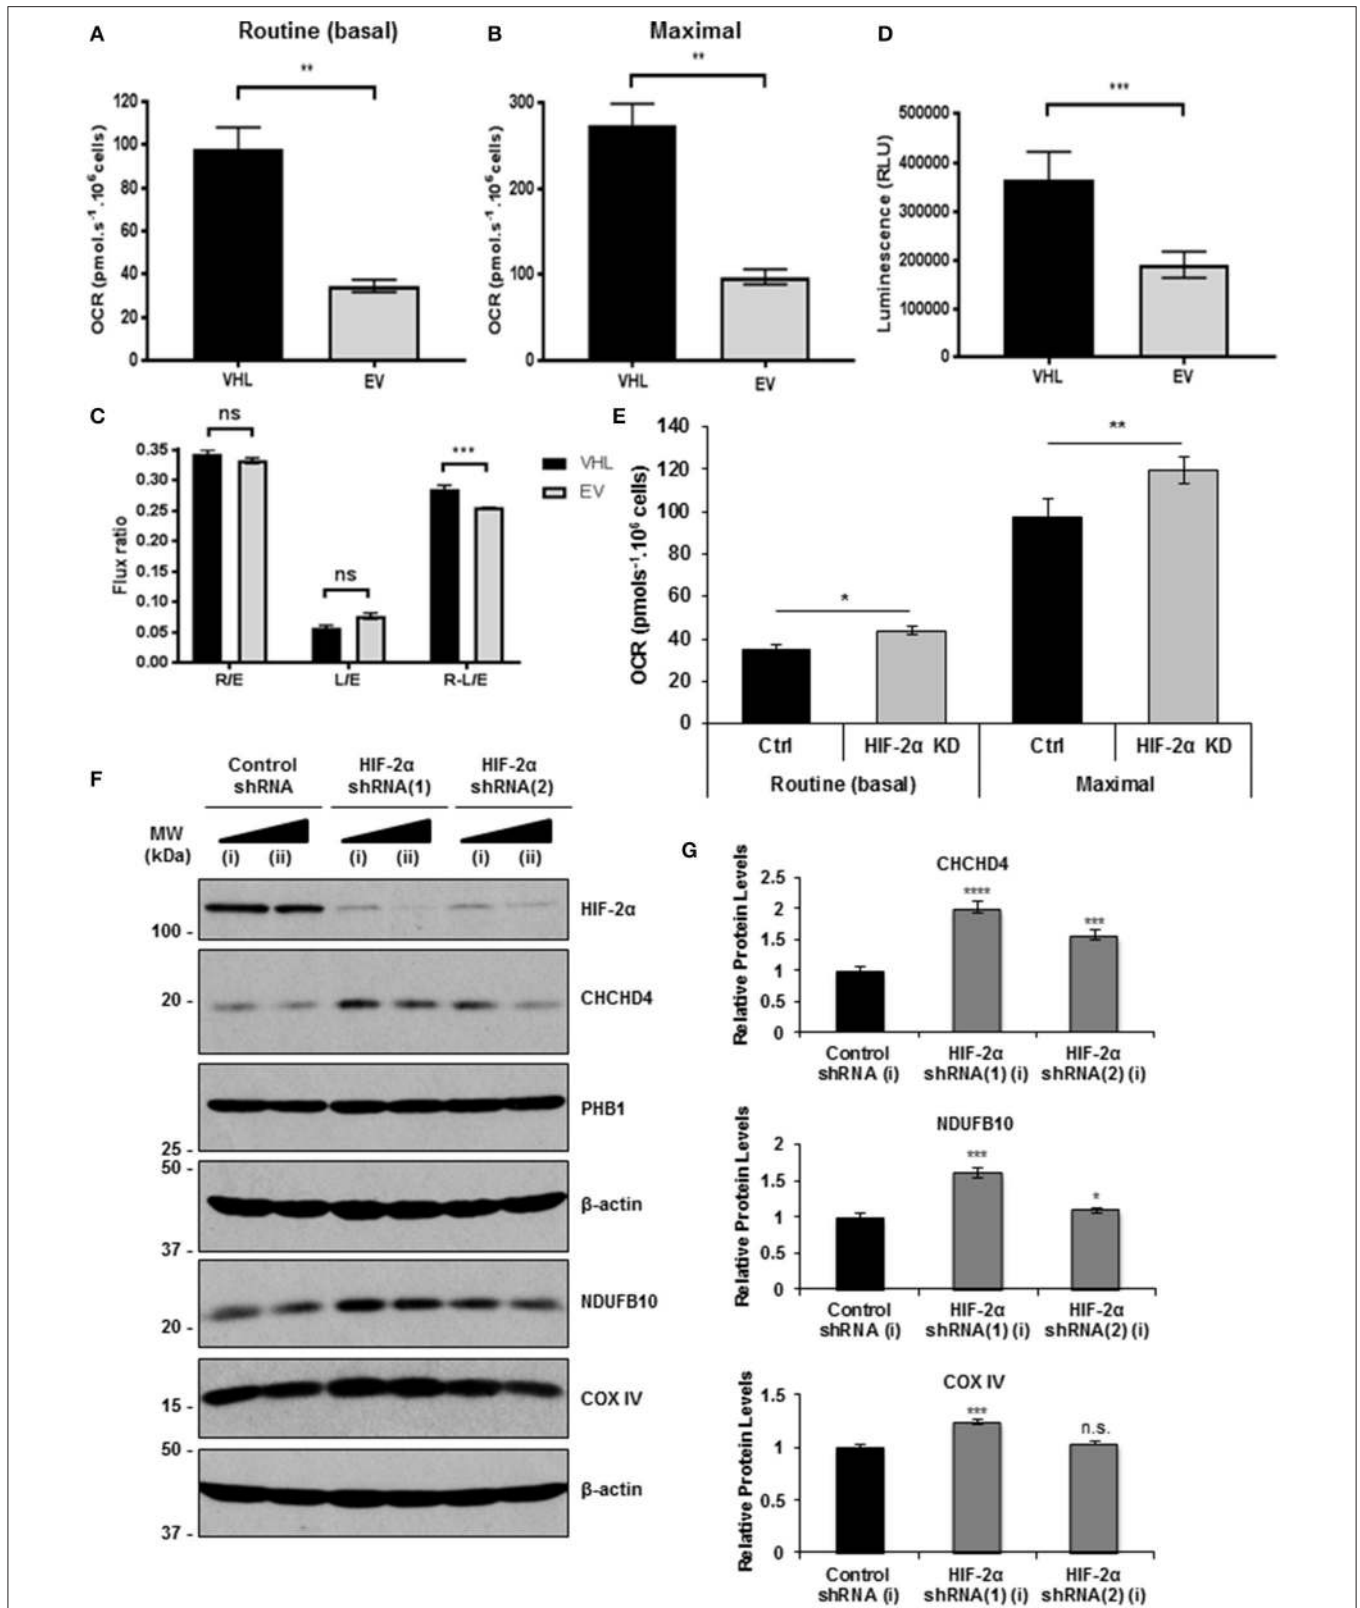 A
Routine (basal)
**
OCR (pmol.s⁻¹.10⁶ cells)
120
100
80
60
40
20
0
VHL
EV
B
Maximal
**
OCR (pmol.s⁻¹.10⁶ cells)
300
200
100
0
VHL
EV
D
***
Luminescence (RLU)
500000
400000
300000
200000
100000
0
VHL
EV
C
ns
ns
***
Flux ratio
0.35
0.30
0.25
0.20
0.15
0.10
0.05
0.00
R/E
L/E
R-L/E
VHL
EV
E
OCR (pmols⁻¹.10⁶ cells)
140
120
100
80
60
40
20
0
*
**
Ctrl
HIF-2α KD
Ctrl
HIF-2α KD
Routine (basal)
Maximal
F
Control
shRNA
HIF-2α
shRNA(1)
HIF-2α
shRNA(2)
MW
(kDa)
(i)
(ii)
(i)
(ii)
(i)
(ii)
100 -
HIF-2α
20 -
CHCHD4
PHB1
25 -
50 -
β-actin
37 -
NDUFB10
20 -
COX IV
15 -
50 -
β-actin
37 -
G
CHCHD4
Relative Protein Levels
2.5
2
1.5
1
0.5
0
****
***
Control
shRNA (i)
HIF-2α
shRNA(1) (i)
HIF-2α
shRNA(2) (i)
NDUFB10
Relative Protein Levels
2
1.5
1
0.5
0
***
*
Control
shRNA (i)
HIF-2α
shRNA(1) (i)
HIF-2α
shRNA(2) (i)
COX IV
Relative Protein Levels
1.5
1
0.5
0
***
n.s.
Control
shRNA (i)
HIF-2α
shRNA(1) (i)
HIF-2α
shRNA(2) (i)